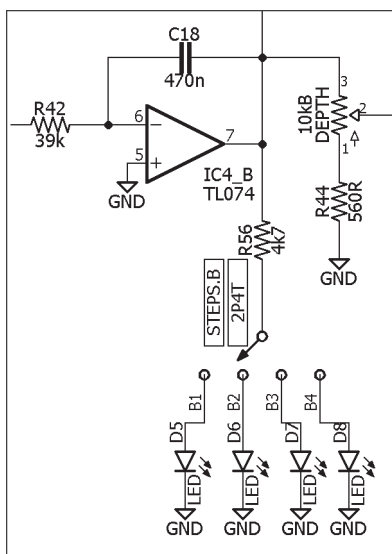 C18
470n
R42
39k
6
7
5
IC4_B
TL074
GND
3
2
1
10kB
DEPTH
R44
560R
GND
R56
4k7
STEPS.B
2P4T
B1
B2
B3
B4
D5
D6
D7
D8
LED
LED
LED
LED
GND
GND
GND
GND